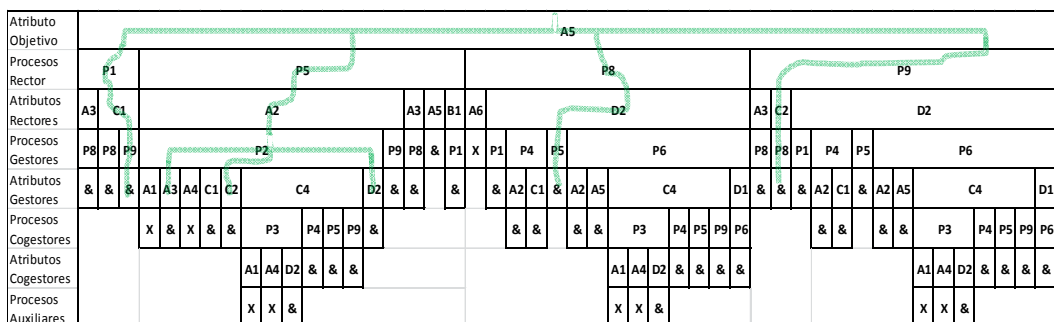 Atributo Objetivo A5
Procesos Rector P1 P5 P8 P9
Atributos Rectores A3 C1 A2 A3 A5 B1 A6 D2 A3 C2 D2
Procesos Gestores P8 P8 P9 P2 P9 P8 & P1 X P1 P4 P5 P6 P8 P8 P1 P4 P5 P6
Atributos Gestores & & & A1 A3 A4 C1 C2 C4 D2 & & & & A2 C1 & A2 A5 C4 D1 & & & A2 C1 & A2 A5 C4 D1
Procesos Cogestores X & X & & P3 P4 P5 P9 & & & & & P3 P4 P5 P9 P6 & & & & P3 P4 P5 P9 P6
Atributos Cogestores A1 A4 D2 & & & A1 A4 D2 & & & & A1 A4 D2 & & & &
Procesos Auxiliares X X & X X & X X &